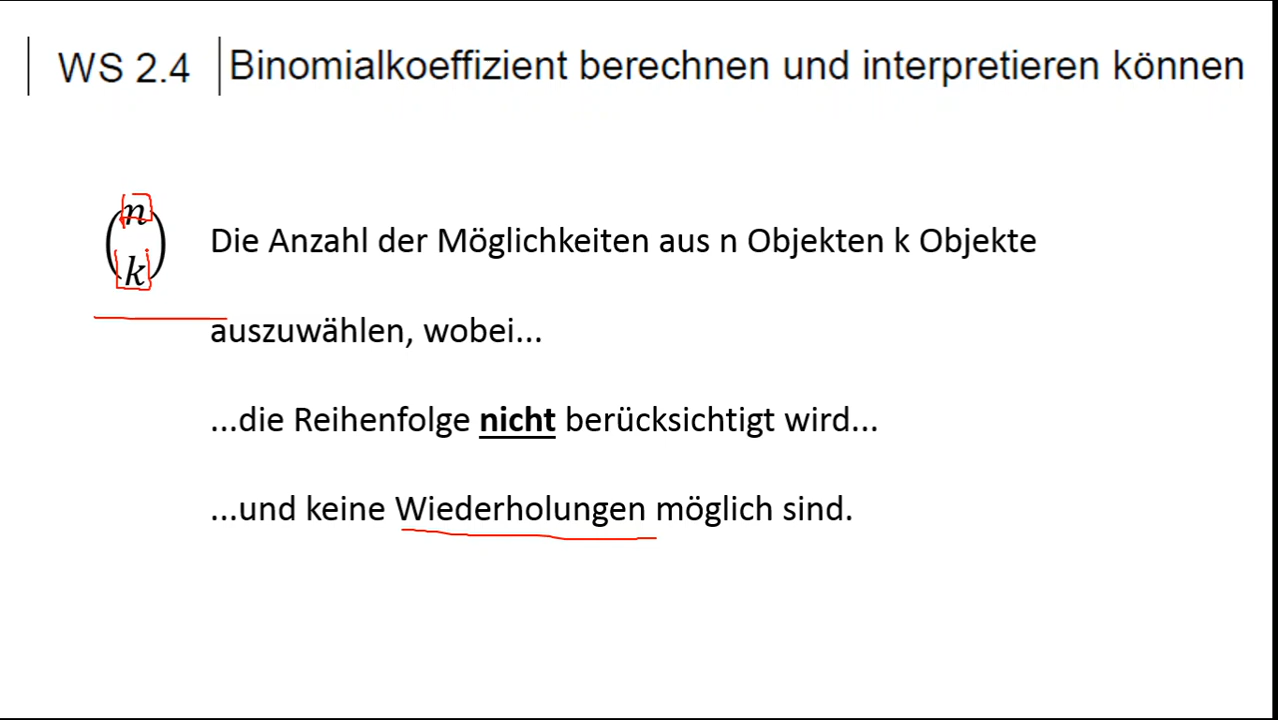 WS 2.4 Binomialkoeffizient berechnen und interpretieren können
n
k
Die Anzahl der Möglichkeiten aus n Objekten k Objekte
auszuwählen, wobei...
...die Reihenfolge nicht berücksichtigt wird...
...und keine Wiederholungen möglich sind.